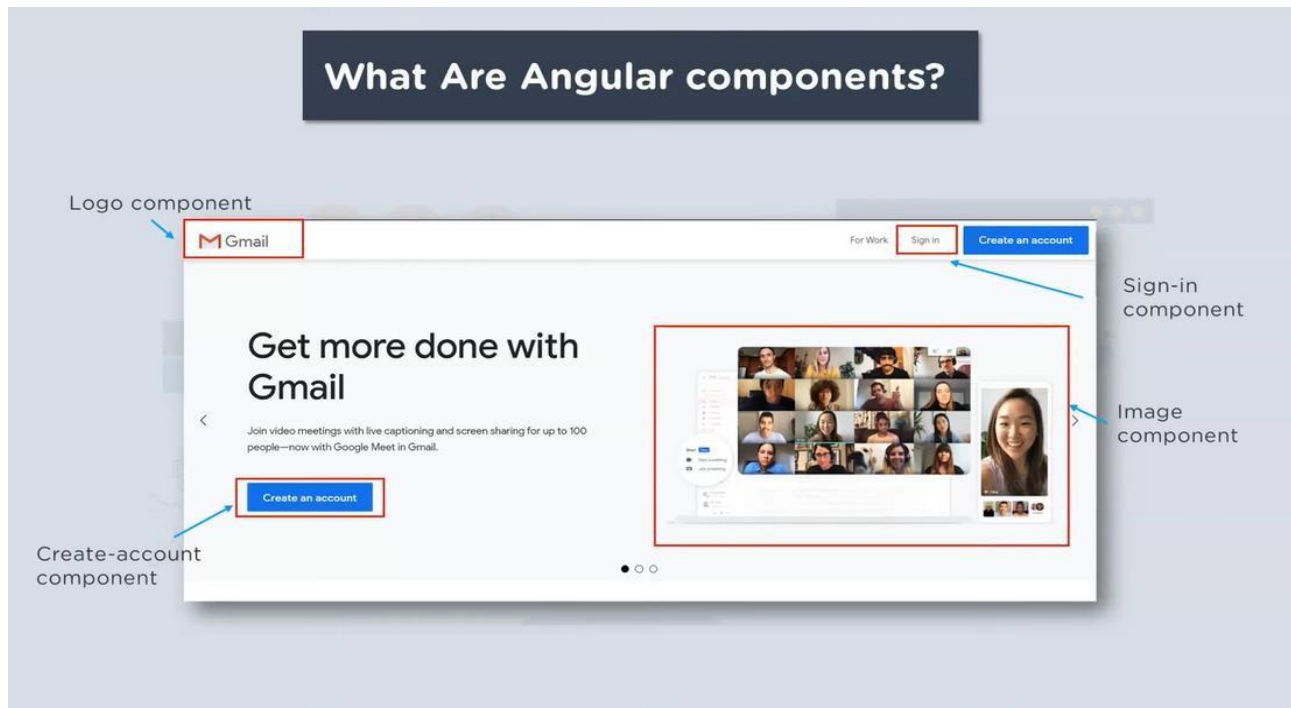 What Are Angular components?
Logo component
Gmail
For Work
Sign in
Create an account
Sign-in
component
Get more done with
Gmail
Join video meetings with live captioning and screen sharing for up to 100
people—now with Google Meet in Gmail.
Image
component
Create an account
Create-account
component